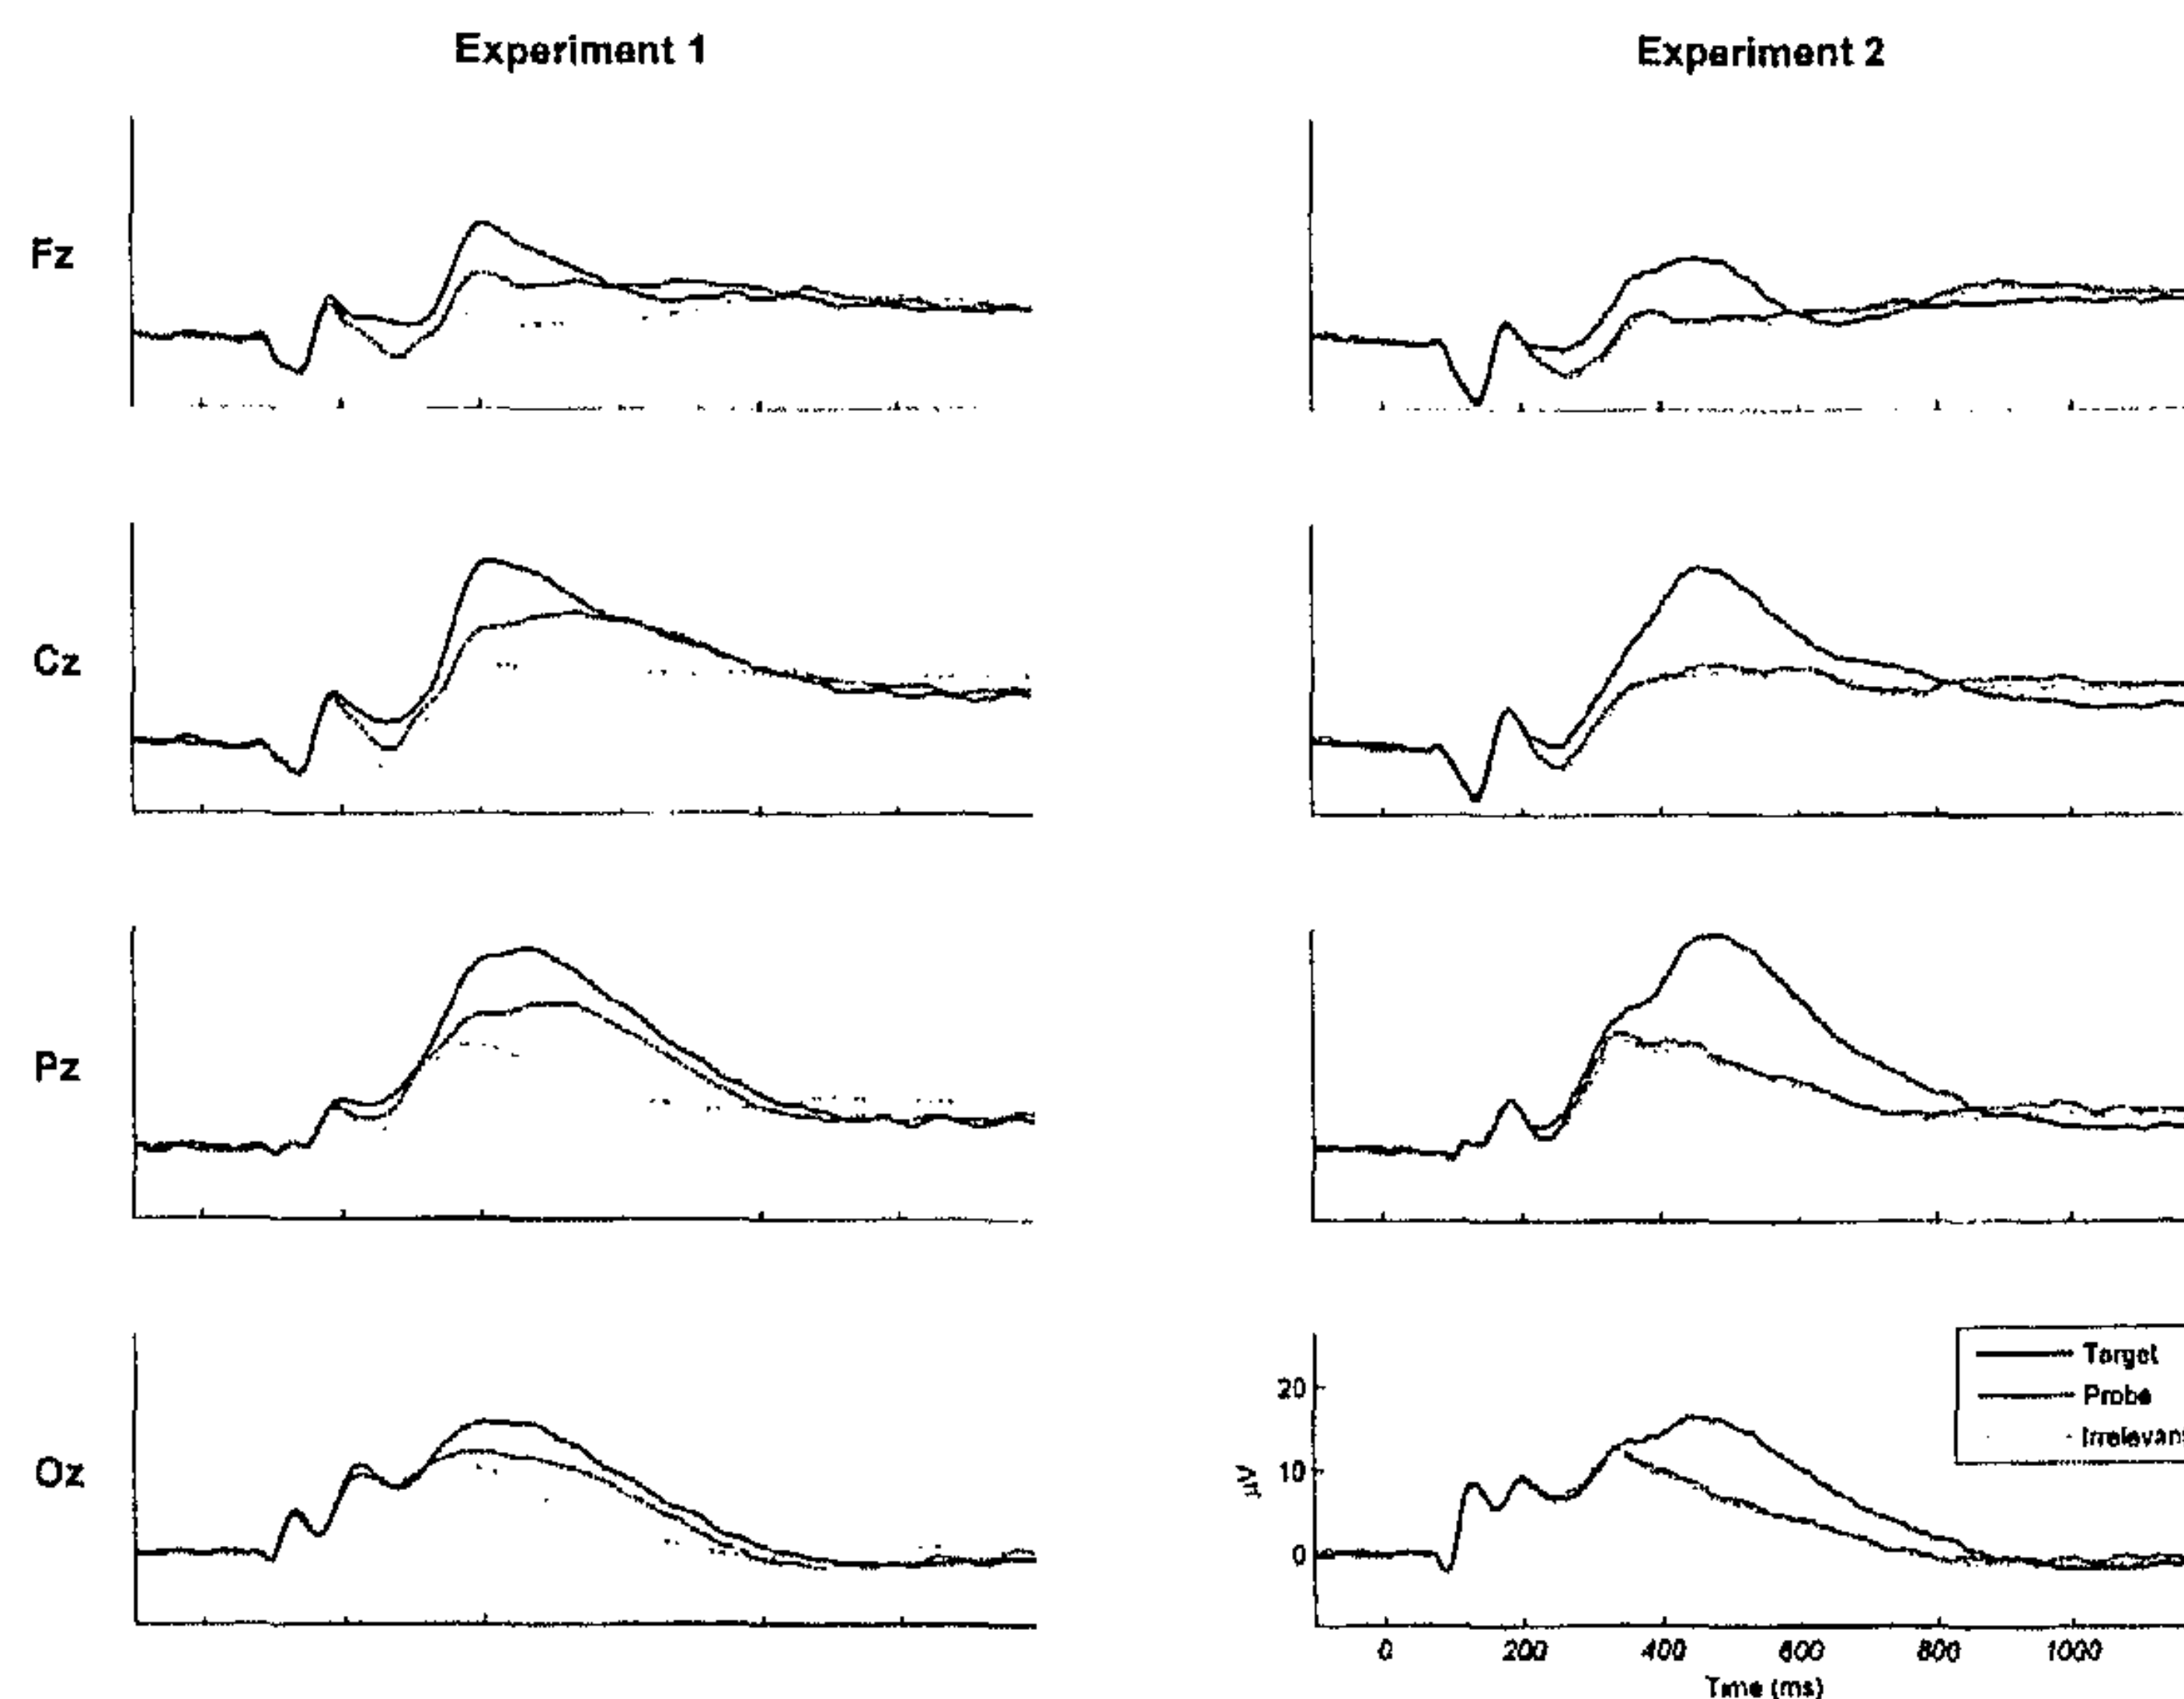 Experiment 1
Experiment 2
Fz
Cz
Pz
Oz
Target
Probe
Irrelevan
20
10
0
µV
0 200 400 600 800 1000
Time (ms)